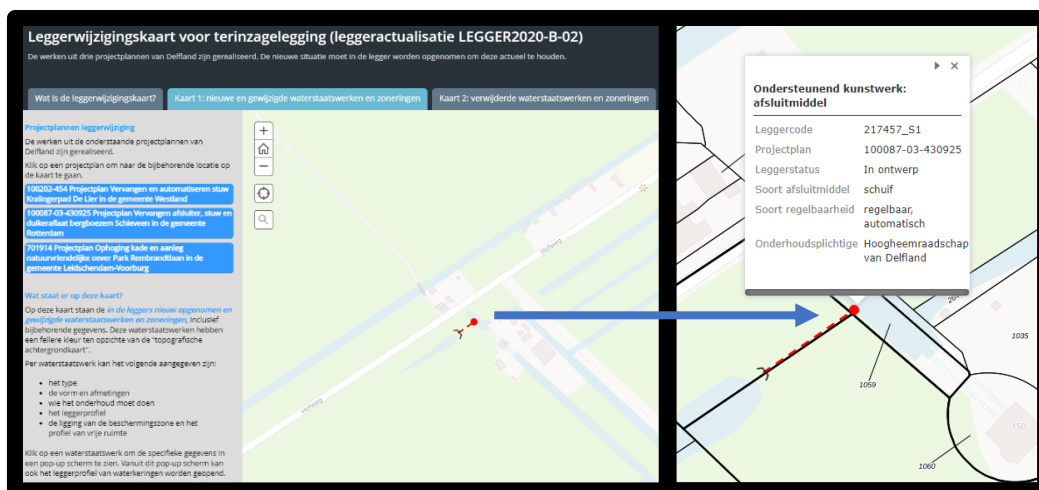 Leggerwijzigingskaart voor terinzagelegging (leggeractualisatie LEGGER2020-B-02)
De werken uit drie projectplannen van Delfland zijn gerealiseerd. De nieuwe situatie moet in de legger worden opgenomen om deze actueel te houden.
Wat is de leggerwijzigingskaart?
Kaart 1: nieuwe en gewijzigde waterstaatswerken en zoneringen
Kaart 2: verwijderde waterstaatswerken en zoneringen
Projectplannen leggerwijziging
De werken uit de onderstaande projectplannen van
Delfland zijn gerealiseerd.
Klik op een projectplan om naar de bijbehorende locatie op
de kaart te gaan.
100202-454 Projectplan Vervangen en automatiseren stuw
Kralingerpad De Lier in de gemeente Westland
100087-03-430925 Projectplan Vervangen afsluiter, stuw en
duikeraflaat bergboezem Schieveen in de gemeente
Rotterdam
701914 Projectplan Ophoging kade en aanleg
natuurvriendelijke oever Park Rembrandtlaan in de
gemeente Leidschendam-Voorburg
Wat staat er op deze kaart?
Op deze kaart staan de in de leggers nieuw opgenomen en
gewijzigde waterstaatswerken en zoneringen, inclusief
bijbehorende gegevens. Deze waterstaatswerken hebben
een fellere kleur ten opzichte van de "topografische
achtergrondkaart".
Per waterstaatswerk kan het volgende aangegeven zijn:
• het type
• de vorm en afmetingen
• wie het onderhoud moet doen
• het leggerprofiel
• de ligging van de beschermingszone en het
profiel van vrije ruimte
Klik op een waterstaatswerk om de specifieke gegevens in
een pop-up scherm te zien. Vanuit dit pop-up scherm kan
ook het leggerprofiel van waterkeringen worden geopend.
Hofweg
Hofweg
Ondersteunend kunstwerk:
afsluitmiddel
Leggercode 217457_S1
Projectplan 100087-03-430925
Leggerstatus In ontwerp
Soort afsluitmiddel schuif
Soort regelbaarheid regelbaar,
automatisch
Onderhoudsplichtige Hoogheemraadschap
van Delfland
1035
1059
150
1060